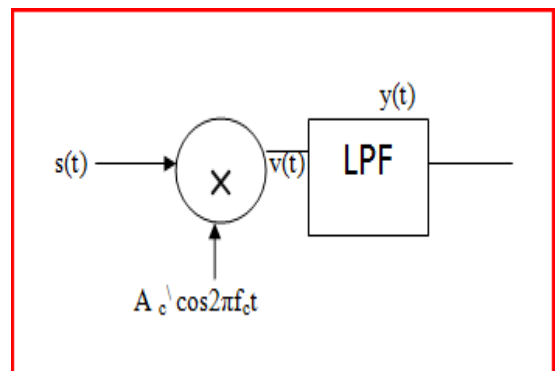 y(t)
s(t)
×
v(t)
LPF
A c\ cos2πfct